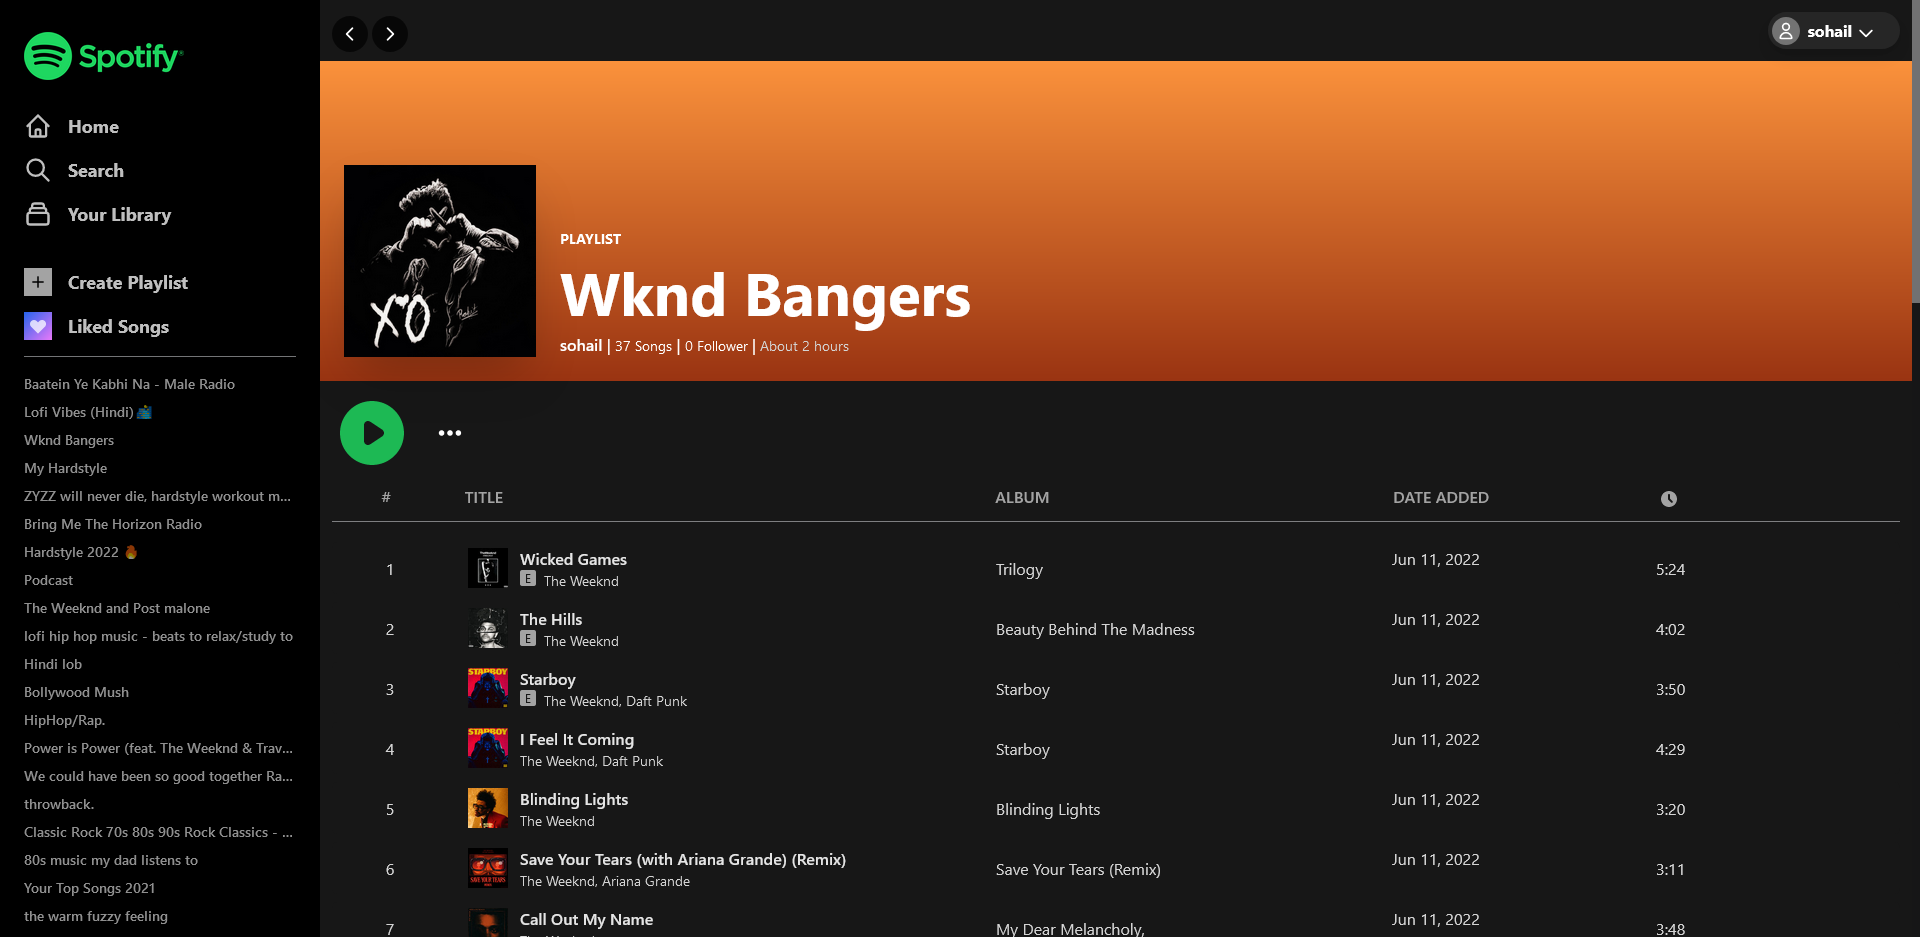 Spotify
Home
Search
Your Library
Create Playlist
Liked Songs
Baatein Ye Kabhi Na - Male Radio
Lofi Vibes (Hindi)
Wknd Bangers
My Hardstyle
ZYZZ will never die, hardstyle workout m...
Bring Me The Horizon Radio
Hardstyle 2022 🔥
Podcast
The Weeknd and Post malone
lofi hip hop music - beats to relax/study to
Hindi lob
Bollywood Mush
HipHop/Rap.
Power is Power (feat. The Weeknd & Trav...
We could have been so good together Ra...
throwback.
Classic Rock 70s 80s 90s Rock Classics - ...
80s music my dad listens to
Your Top Songs 2021
the warm fuzzy feeling
sohail
XO
PLAYLIST
Wknd Bangers
sohail | 37 Songs | 0 Follower | About 2 hours
# TITLE ALBUM DATE ADDED
1 Wicked Games Trilogy Jun 11, 2022 5:24
E The Weeknd
2 The Hills Beauty Behind The Madness Jun 11, 2022 4:02
E The Weeknd
3 Starboy Starboy Jun 11, 2022 3:50
E The Weeknd, Daft Punk
4 I Feel It Coming Starboy Jun 11, 2022 4:29
The Weeknd, Daft Punk
5 Blinding Lights Blinding Lights Jun 11, 2022 3:20
The Weeknd
6 Save Your Tears (with Ariana Grande) (Remix) Save Your Tears (Remix) Jun 11, 2022 3:11
The Weeknd, Ariana Grande
7 Call Out My Name My Dear Melancholy, Jun 11, 2022 3:48